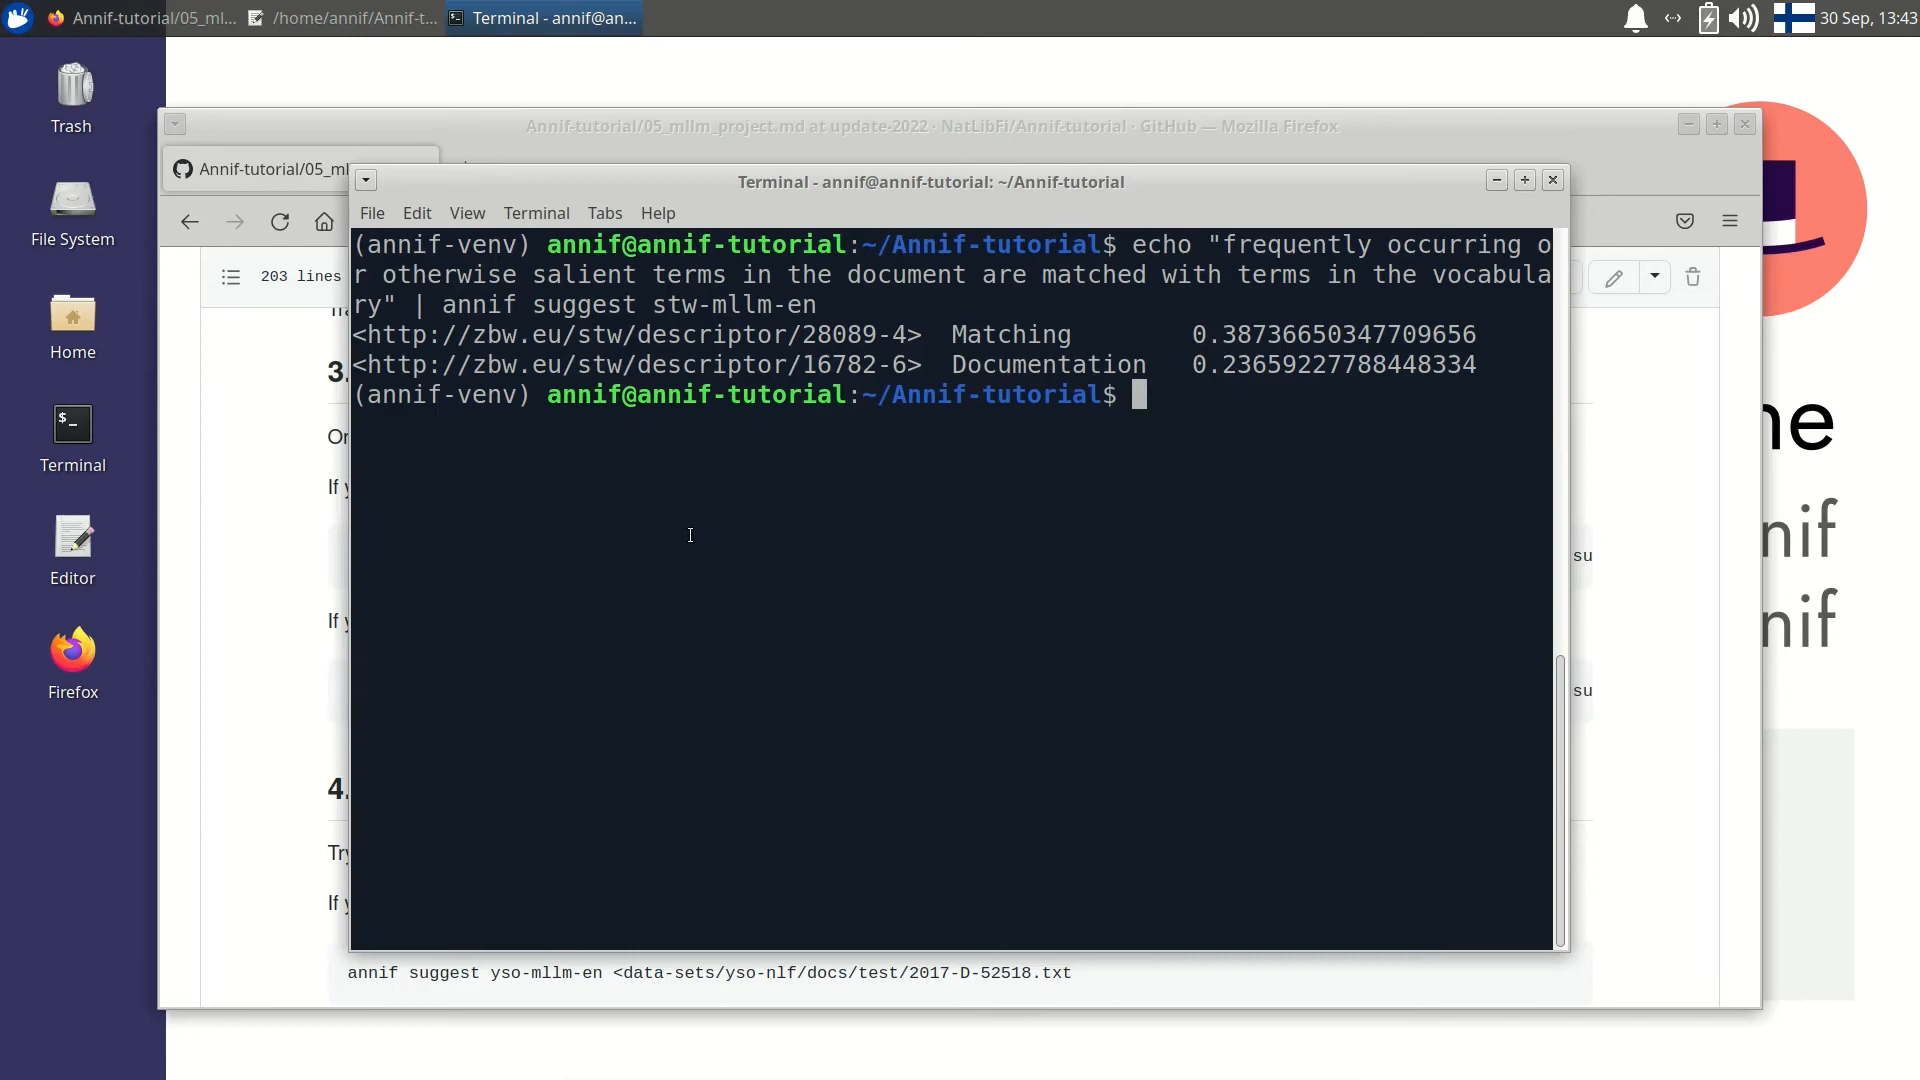 Annif-tutorial/05_ml...
/home/annif/Annif-t...
Terminal - annif@an...
30 Sep, 13:43
Trash
File System
Home
Terminal
Editor
Firefox
Annif-tutorial/05_mllm_project.md at update-2022 · NatLibFi/Annif-tutorial · GitHub — Mozilla Firefox
Annif-tutorial/05_ml
203 lines
Terminal - annif@annif-tutorial: ~/Annif-tutorial
File Edit View Terminal Tabs Help
(annif-venv) annif@annif-tutorial:~/Annif-tutorial$ echo "frequently occurring o
r otherwise salient terms in the document are matched with terms in the vocabula
ry" | annif suggest stw-mllm-en
<http://zbw.eu/stw/descriptor/28089-4> Matching 0.38736650347709656
<http://zbw.eu/stw/descriptor/16782-6> Documentation 0.23659227788448334
(annif-venv) annif@annif-tutorial:~/Annif-tutorial$
3.
If y
su
If y
su
4.
Try
If y
annif suggest yso-mllm-en <data-sets/yso-nlf/docs/test/2017-D-52518.txt
ne
nif
nif